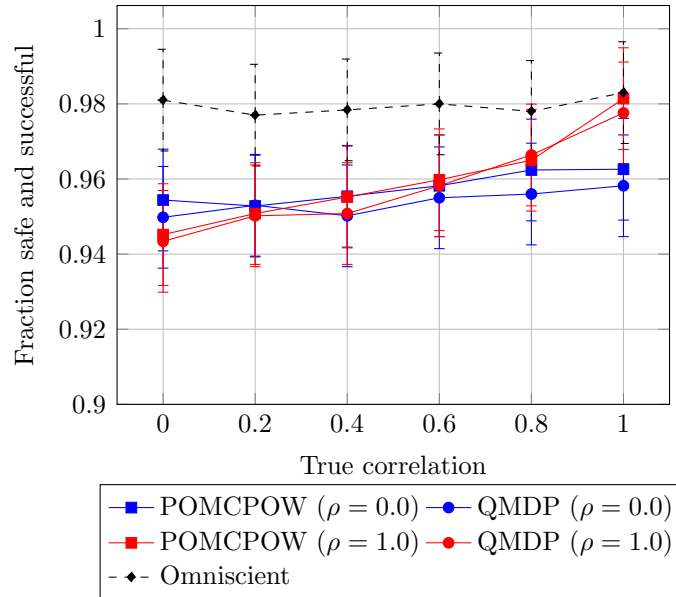 Fraction safe and successful
1
0.98
0.96
0.94
0.92
0.9
0 0.2 0.4 0.6 0.8 1
True correlation
POMCPOW (ρ = 0.0) QMDP (ρ = 0.0)
POMCPOW (ρ = 1.0) QMDP (ρ = 1.0)
Omniscient